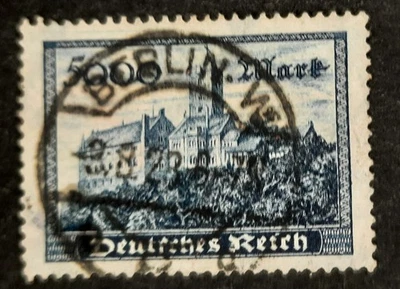 5000 Mark
BERLIN W
Deutsches Reich